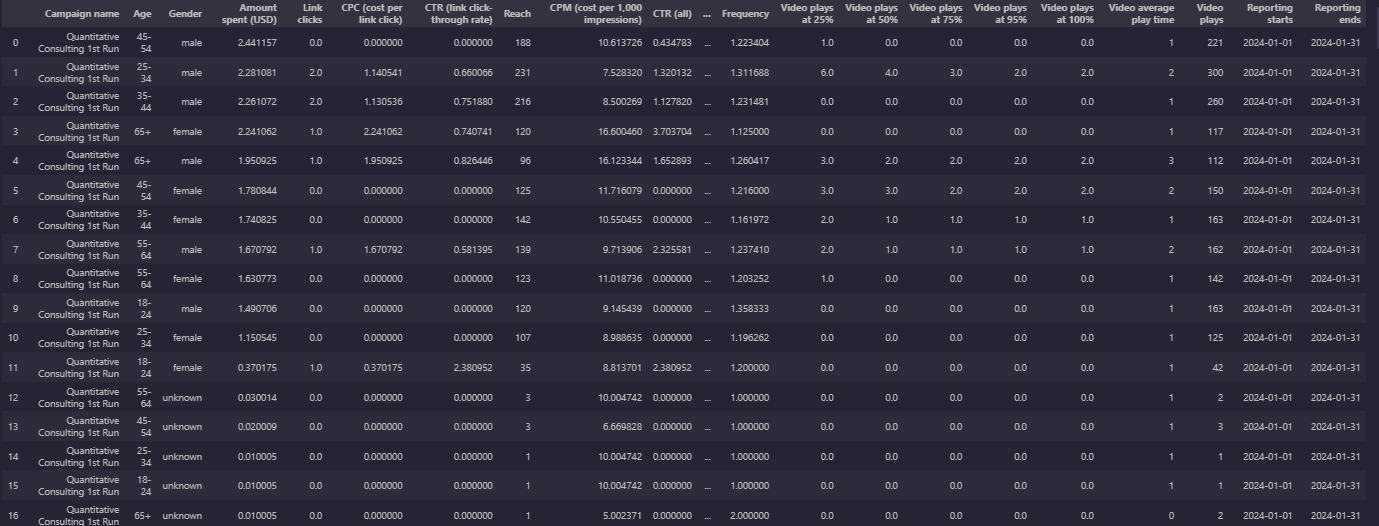 Campaign name Age Gender Amount spent (USD) Link clicks CPC (cost per link click) CTR (link click-through rate) Reach CPM (cost per 1,000 impressions) CTR (all) ... Frequency Video plays at 25% Video plays at 50% Video plays at 75% Video plays at 95% Video plays at 100% Video average play time Video plays Reporting starts Reporting ends
0 Quantitative Consulting 1st Run 45-54 male 2.441157 0.0 0.000000 0.000000 188 10.613726 0.434783 ... 1.223404 1.0 0.0 0.0 0.0 0.0 1 221 2024-01-01 2024-01-31
1 Quantitative Consulting 1st Run 25-34 male 2.281081 2.0 1.140541 0.660066 231 7.528320 1.320132 ... 1.311688 6.0 4.0 3.0 2.0 2.0 2 300 2024-01-01 2024-01-31
2 Quantitative Consulting 1st Run 35-44 male 2.261072 2.0 1.130536 0.751880 216 8.500269 1.127820 ... 1.231481 0.0 0.0 0.0 0.0 0.0 1 260 2024-01-01 2024-01-31
3 Quantitative Consulting 1st Run 65+ female 2.241062 1.0 2.241062 0.740741 120 16.600460 3.703704 ... 1.125000 0.0 0.0 0.0 0.0 0.0 1 117 2024-01-01 2024-01-31
4 Quantitative Consulting 1st Run 65+ male 1.950925 1.0 1.950925 0.826446 96 16.123344 1.652893 ... 1.260417 3.0 2.0 2.0 2.0 2.0 3 112 2024-01-01 2024-01-31
5 Quantitative Consulting 1st Run 45-54 female 1.780844 0.0 0.000000 0.000000 125 11.716079 0.000000 ... 1.216000 3.0 3.0 2.0 2.0 2.0 2 150 2024-01-01 2024-01-31
6 Quantitative Consulting 1st Run 35-44 female 1.740825 0.0 0.000000 0.000000 142 10.550455 0.000000 ... 1.161972 2.0 1.0 1.0 1.0 1.0 1 163 2024-01-01 2024-01-31
7 Quantitative Consulting 1st Run 55-64 male 1.670792 1.0 1.670792 0.581395 139 9.713906 2.325581 ... 1.237410 2.0 1.0 1.0 1.0 1.0 2 162 2024-01-01 2024-01-31
8 Quantitative Consulting 1st Run 55-64 female 1.630773 0.0 0.000000 0.000000 123 11.018736 0.000000 ... 1.203252 1.0 0.0 0.0 0.0 0.0 1 142 2024-01-01 2024-01-31
9 Quantitative Consulting 1st Run 18-24 male 1.490706 0.0 0.000000 0.000000 120 9.145439 0.000000 ... 1.358333 0.0 0.0 0.0 0.0 0.0 1 163 2024-01-01 2024-01-31
10 Quantitative Consulting 1st Run 25-34 female 1.150545 0.0 0.000000 0.000000 107 8.988635 0.000000 ... 1.196262 0.0 0.0 0.0 0.0 0.0 1 125 2024-01-01 2024-01-31
11 Quantitative Consulting 1st Run 18-24 female 0.370175 1.0 0.370175 2.380952 35 8.813701 2.380952 ... 1.200000 0.0 0.0 0.0 0.0 0.0 1 42 2024-01-01 2024-01-31
12 Quantitative Consulting 1st Run 55-64 unknown 0.030014 0.0 0.000000 0.000000 3 10.004742 0.000000 ... 1.000000 0.0 0.0 0.0 0.0 0.0 1 2 2024-01-01 2024-01-31
13 Quantitative Consulting 1st Run 45-54 unknown 0.020009 0.0 0.000000 0.000000 3 6.669828 0.000000 ... 1.000000 0.0 0.0 0.0 0.0 0.0 1 3 2024-01-01 2024-01-31
14 Quantitative Consulting 1st Run 25-34 unknown 0.010005 0.0 0.000000 0.000000 1 10.004742 0.000000 ... 1.000000 0.0 0.0 0.0 0.0 0.0 1 1 2024-01-01 2024-01-31
15 Quantitative Consulting 1st Run 18-24 unknown 0.010005 0.0 0.000000 0.000000 1 10.004742 0.000000 ... 1.000000 0.0 0.0 0.0 0.0 0.0 1 1 2024-01-01 2024-01-31
16 Quantitative Consulting 1st Run 65+ unknown 0.010005 0.0 0.000000 0.000000 1 5.002371 0.000000 ... 2.000000 0.0 0.0 0.0 0.0 0.0 0 2 2024-01-01 2024-01-31